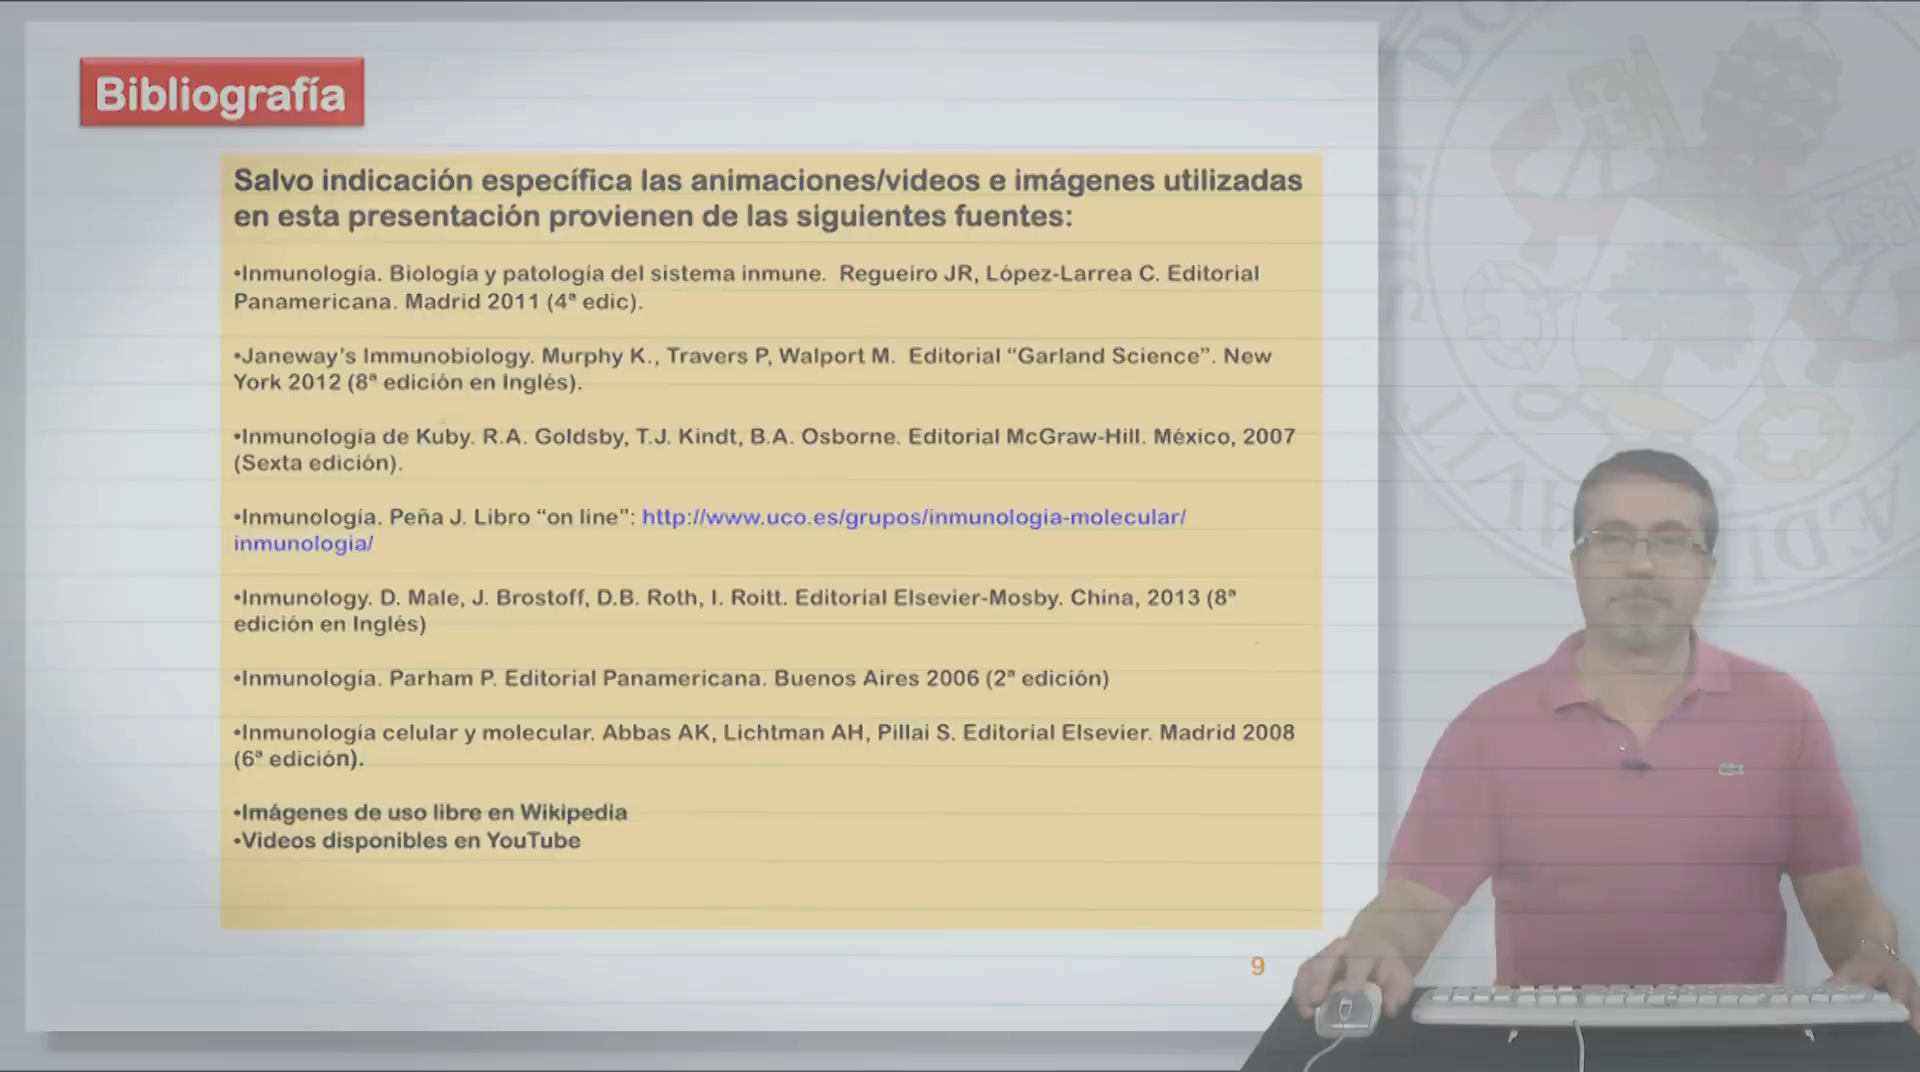 Bibliografía
Salvo indicación específica las animaciones/videos e imágenes utilizadas
en esta presentación provienen de las siguientes fuentes:
•Inmunología. Biología y patología del sistema inmune.  Regueiro JR, López-Larrea C. Editorial
Panamericana. Madrid 2011 (4ª edic).
•Janeway’s Immunobiology. Murphy K., Travers P, Walport M.  Editorial “Garland Science”. New
York 2012 (8ª edición en Inglés).
•Inmunología de Kuby. R.A. Goldsby, T.J. Kindt, B.A. Osborne. Editorial McGraw-Hill. México, 2007
(Sexta edición).
•Inmunología. Peña J. Libro “on line”: http://www.uco.es/grupos/inmunologia-molecular/
inmunologia/
•Inmunology. D. Male, J. Brostoff, D.B. Roth, I. Roitt. Editorial Elsevier-Mosby. China, 2013 (8ª
edición en Inglés)
•Inmunología. Parham P. Editorial Panamericana. Buenos Aires 2006 (2ª edición)
•Inmunología celular y molecular. Abbas AK, Lichtman AH, Pillai S. Editorial Elsevier. Madrid 2008
(6ª edición).
•Imágenes de uso libre en Wikipedia
•Videos disponibles en YouTube
9